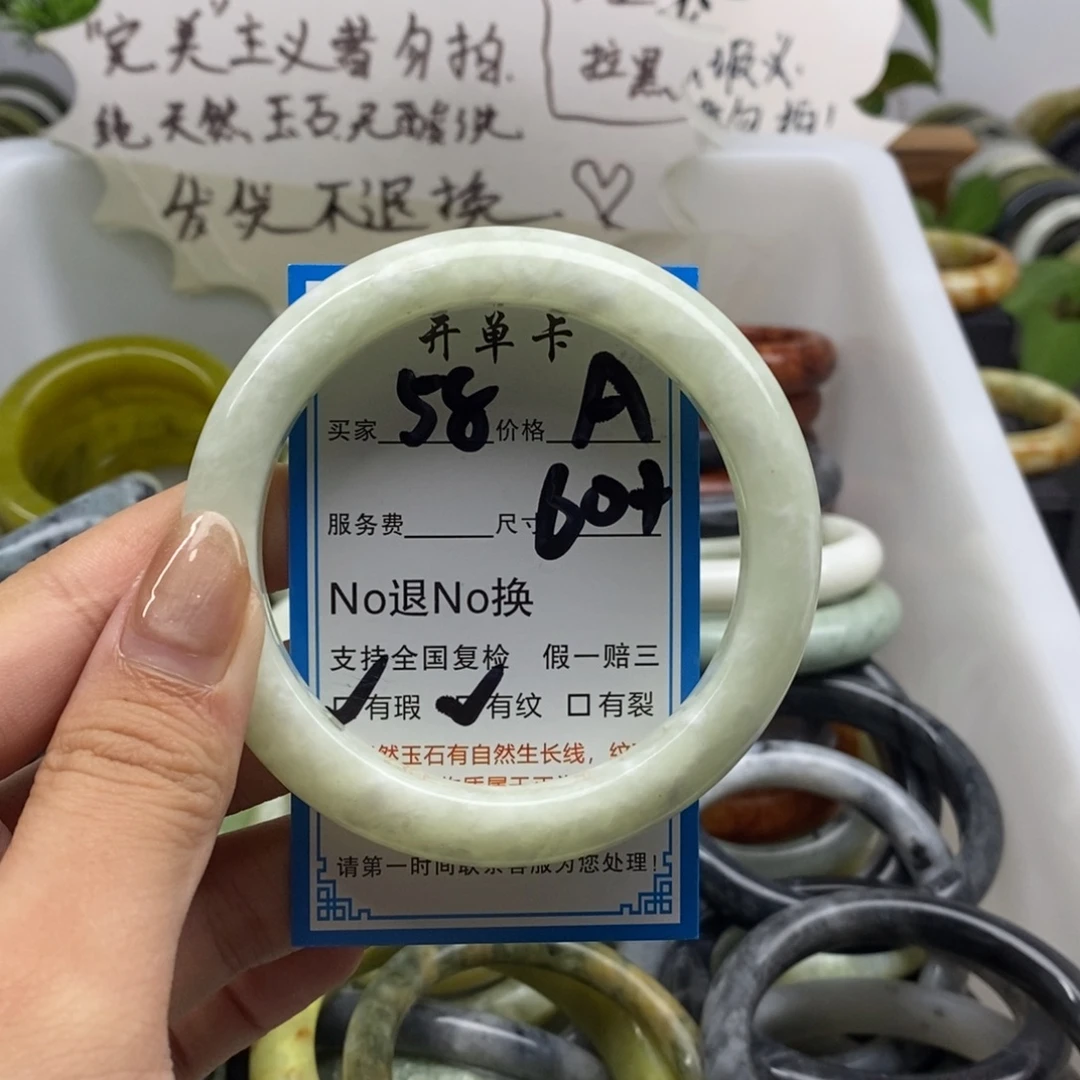 "完美"主义者勿拍.
拉黑
纯天然玉石无酸洗
勿拍!
售货不退换
开单卡
买家 58 价格 A
服务费 尺寸 60+
No退No换
支持全国复检 假一赔三
有瑕 有纹 口有裂
然玉石有自然生长线，纹
请第一时间联系客服为您处理!